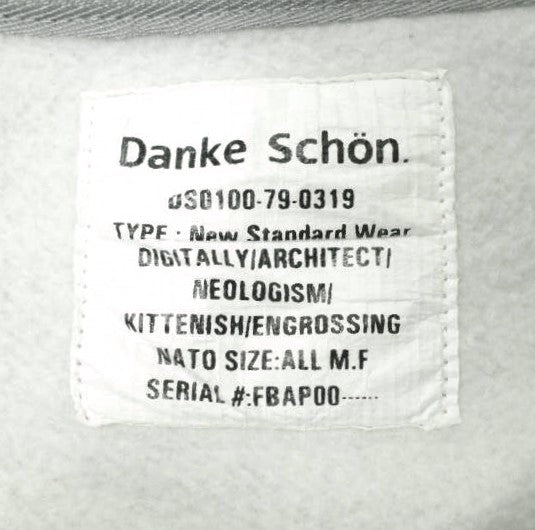 Danke Schön.
DS0100-79-0319
TYPE : New Standard Wear
DIGITALLY/ARCHITECT/
NEOLOGISM/
KITTENISH/ENGROSSING
NATO SIZE:ALL M.F
SERIAL #:FBAP00------